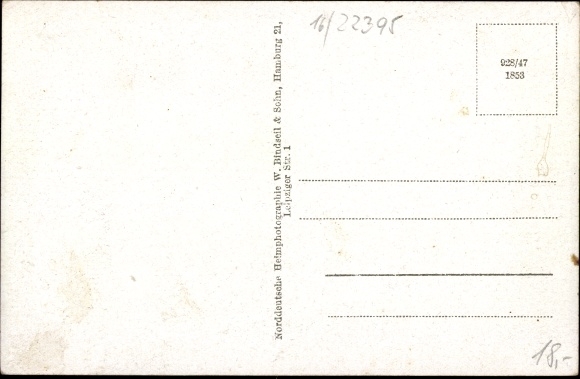 16/22395
928/47
1853
Norddeutsche Heimphotographie W. Bindseil & Sohn, Hamburg 21,
Leipziger Str. 1
18,-